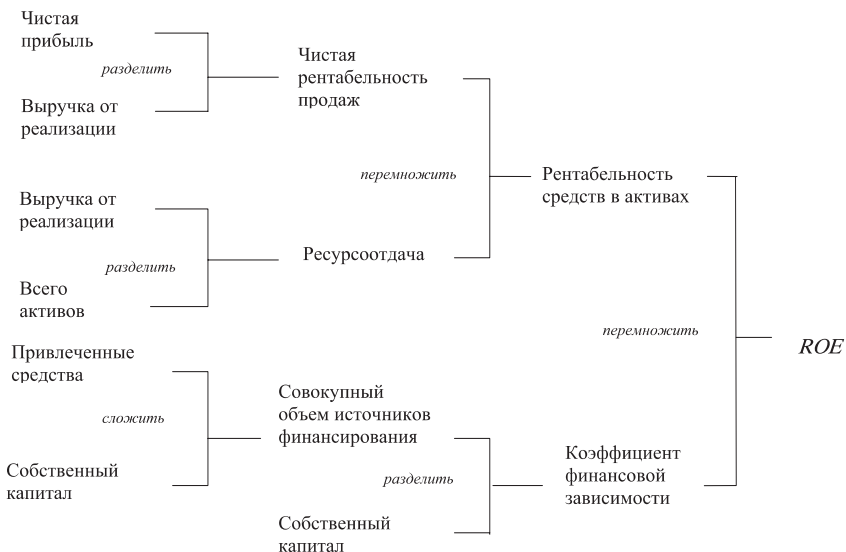 Чистая
прибыль
разделить
Выручка от
реализации
Чистая
рентабельность
продаж
перемножить
Выручка от
реализации
разделить
Всего
активов
Ресурсоотдача
Рентабельность
средств в активах
Привлеченные
средства
сложить
Собственный
капитал
Совокупный
объем источников
финансирования
разделить
Собственный
капитал
Коэффициент
финансовой
зависимости
перемножить
ROE